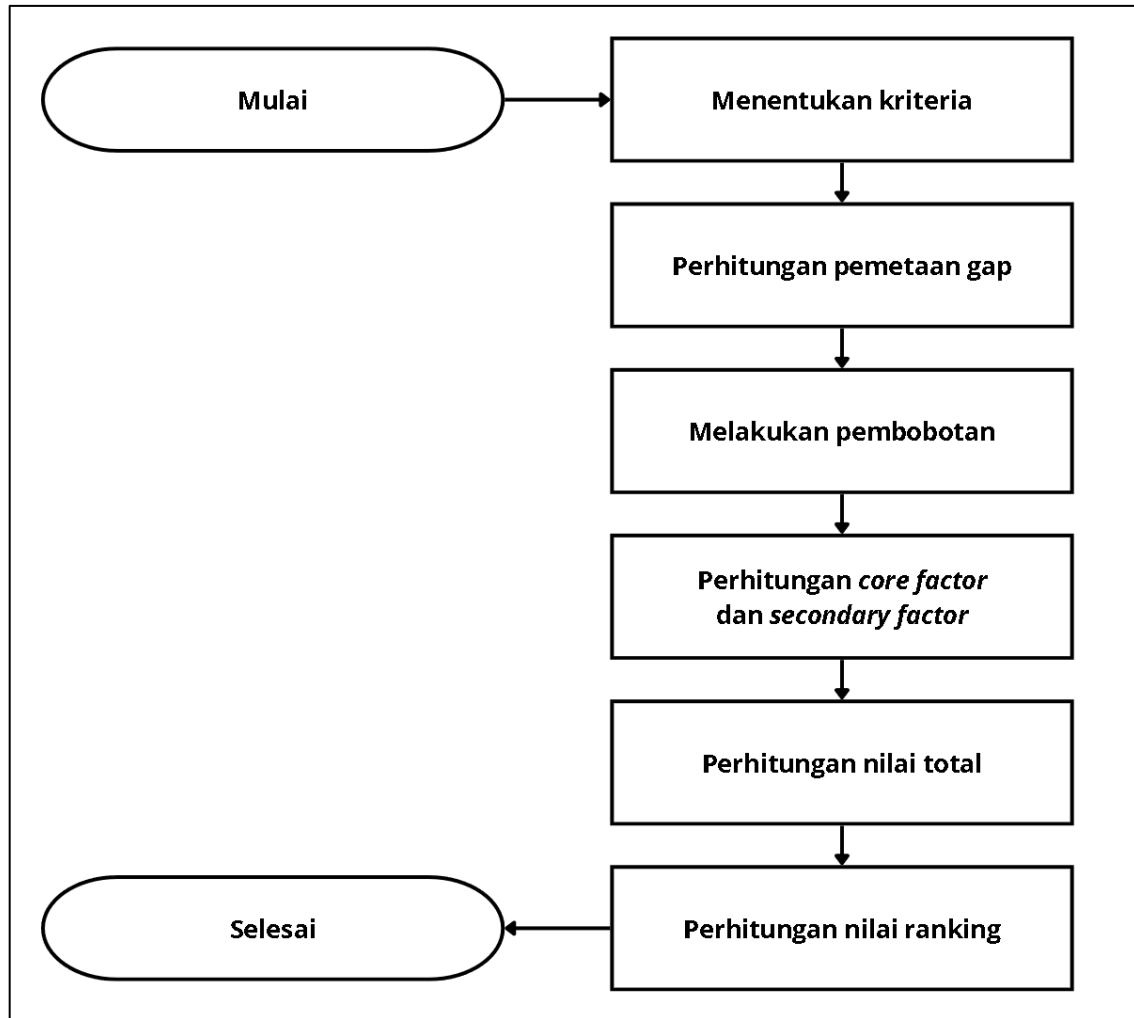 Mulai
Menentukan kriteria
Perhitungan pemetaan gap
Melakukan pembobotan
Perhitungan core factor
dan secondary factor
Perhitungan nilai total
Perhitungan nilai ranking
Selesai